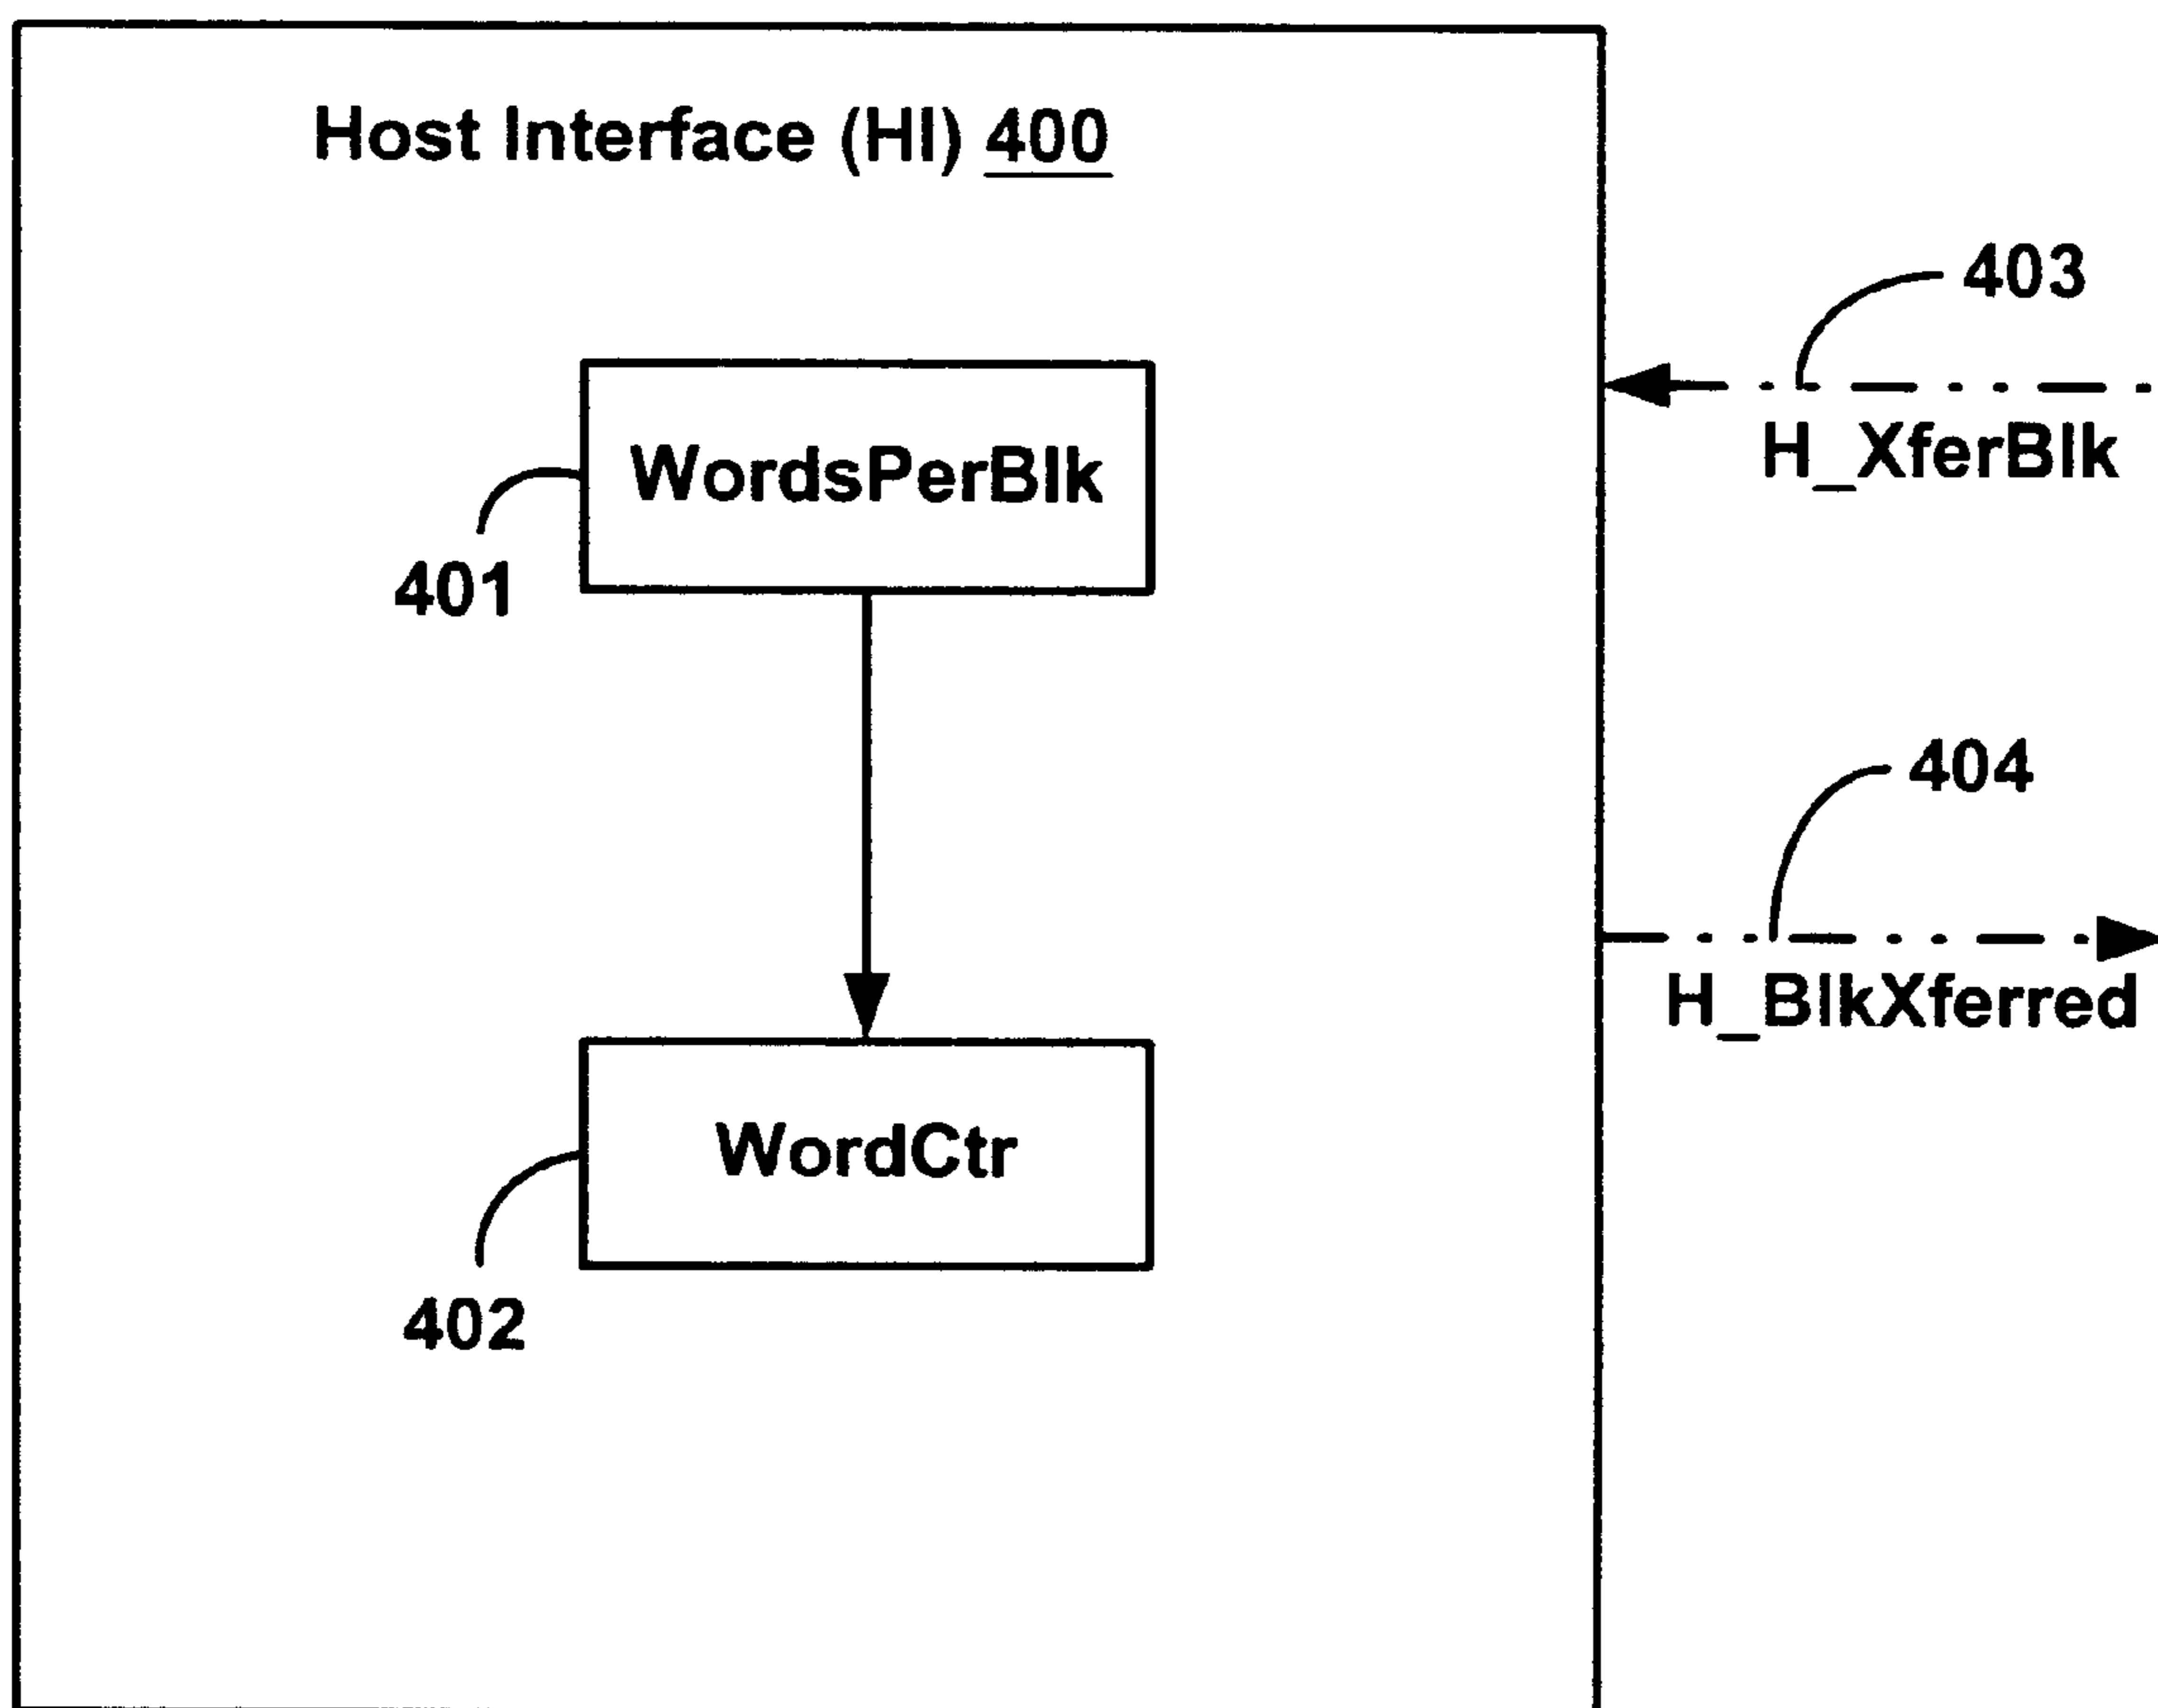 Host Interface (HI) 400
403
H_XferBlk
WordsPerBlk
401
404
H_BlkXferred
WordCtr
402